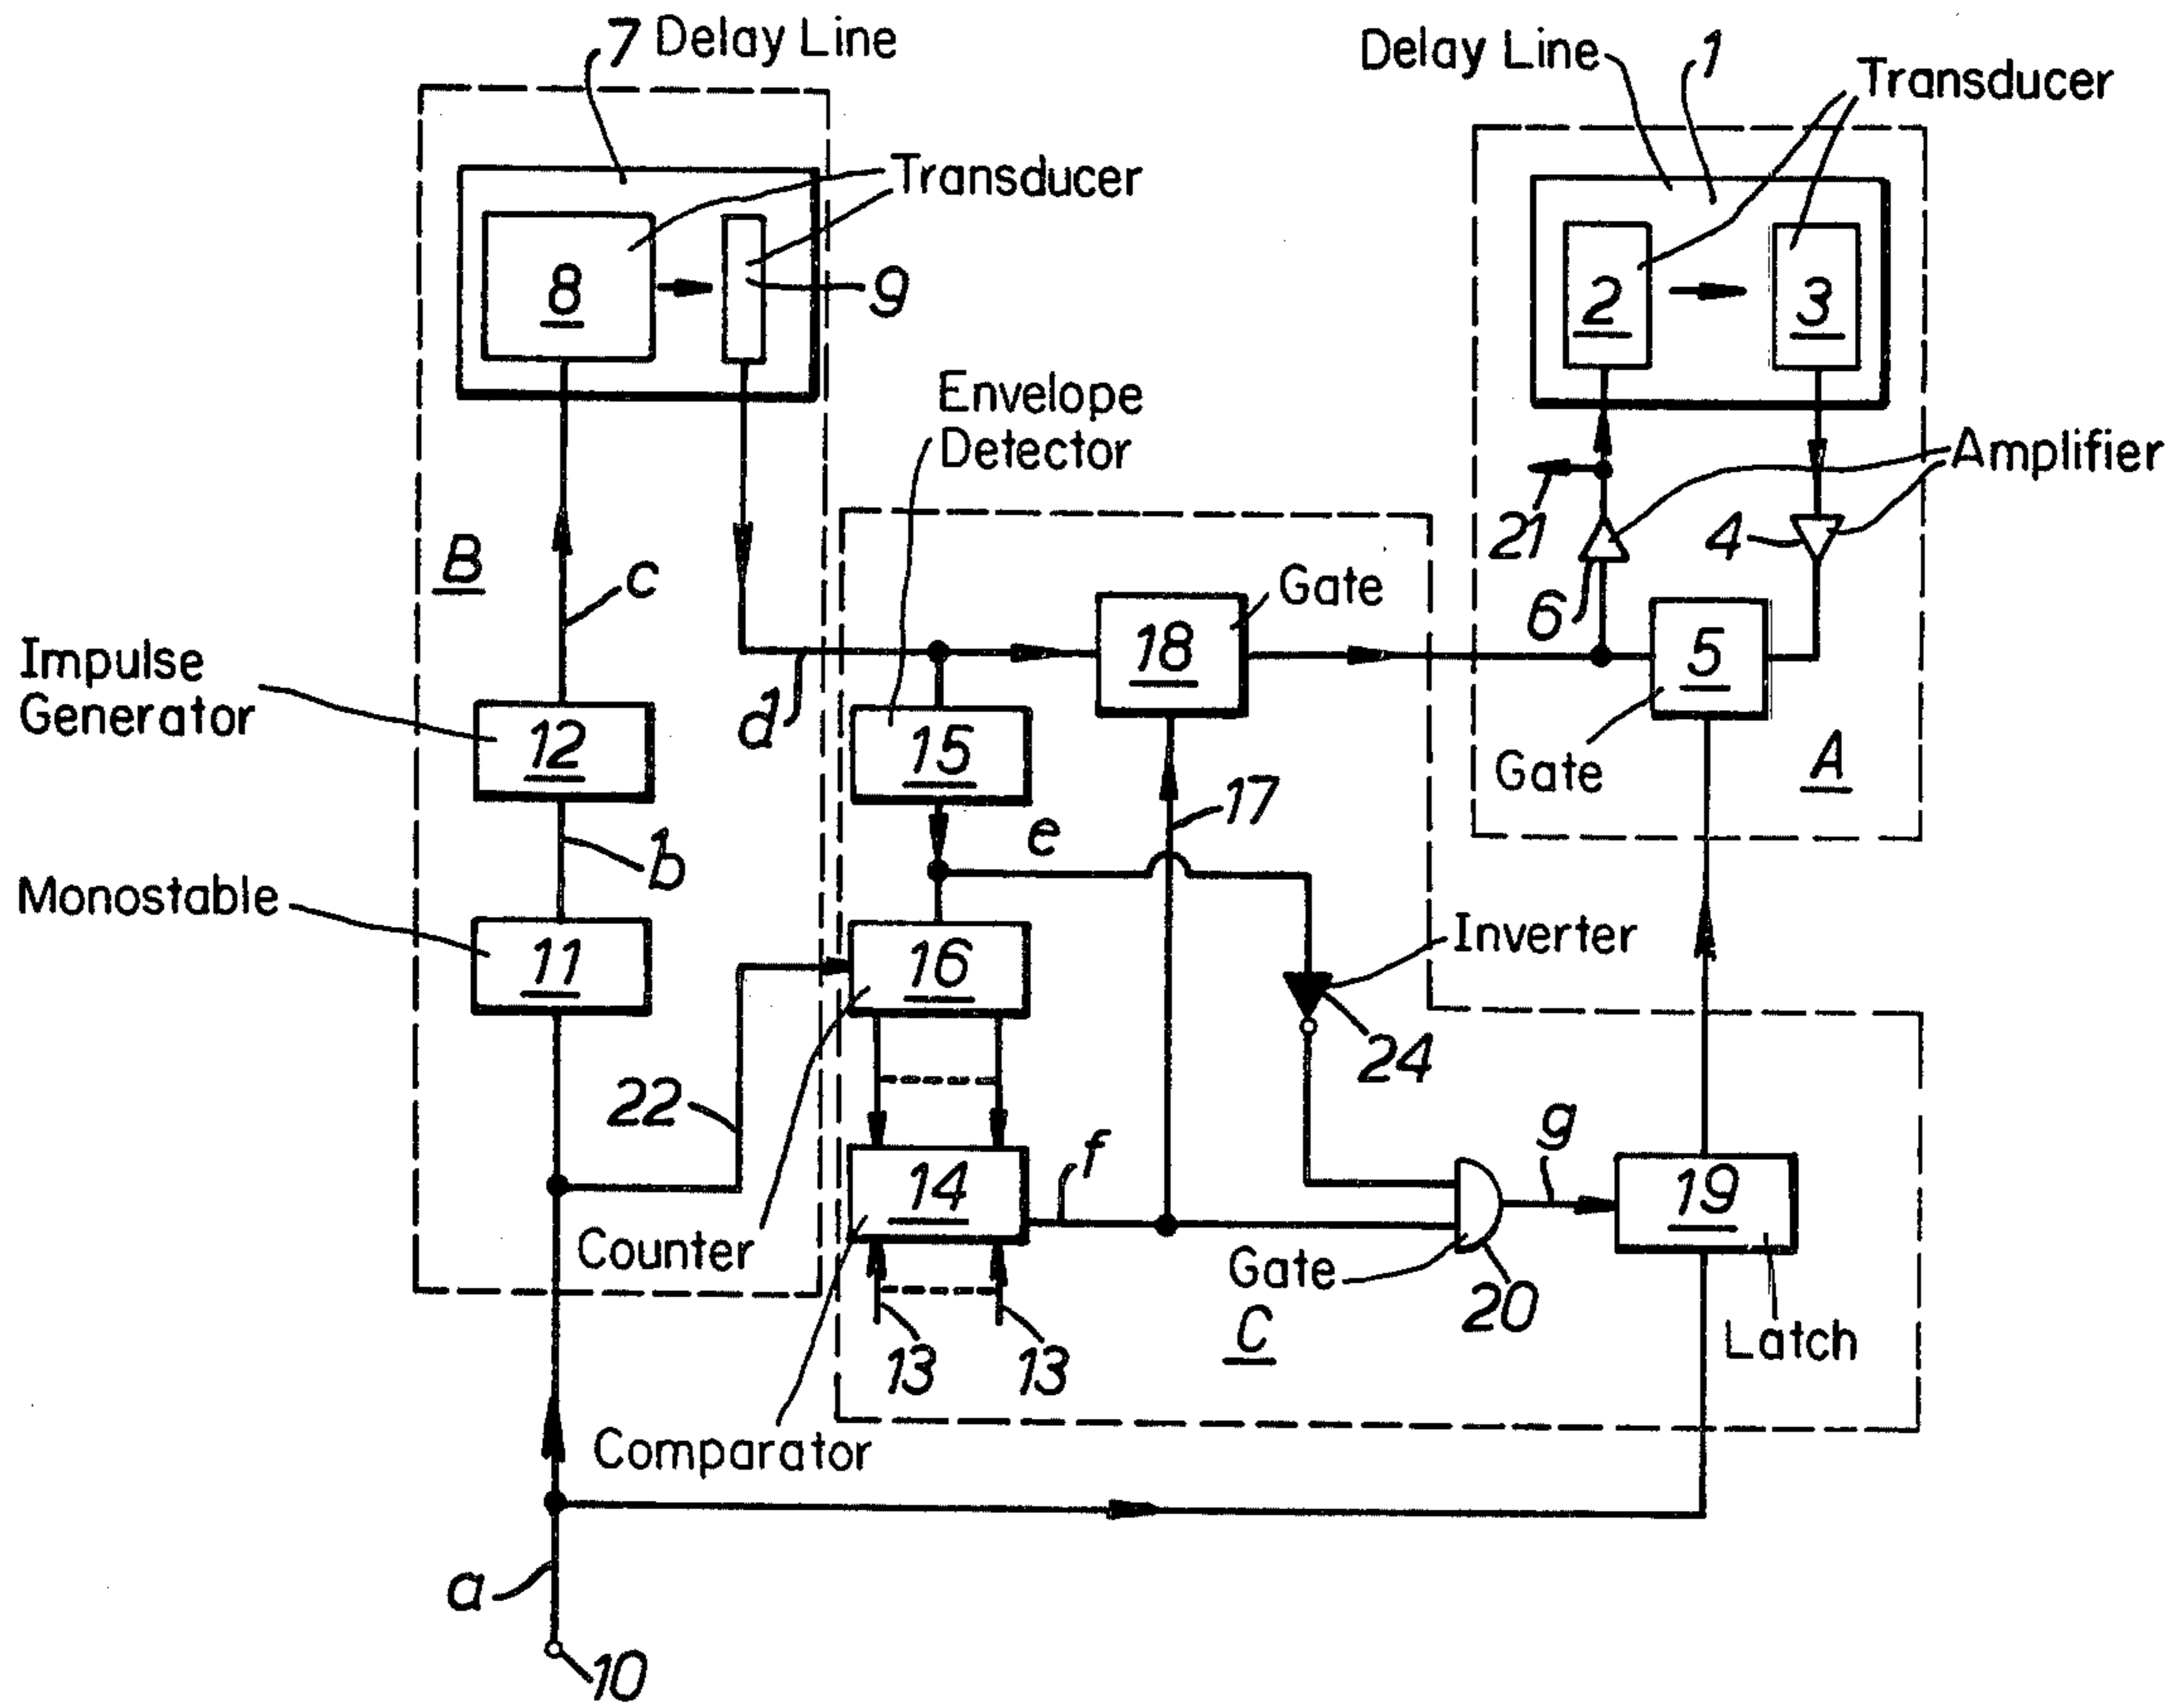 7 Delay Line
Delay Line
1
Transducer
Transducer
8
9
2
3
Envelope
Detector
Amplifier
21
4
B
c
Gate
6
18
5
Impulse
Generator
d
12
15
Gate
A
17
e
b
Monostable
11
16
Inverter
24
22
g
f
14
19
Counter
Gate
20
C
Latch
13
13
Comparator
a
10